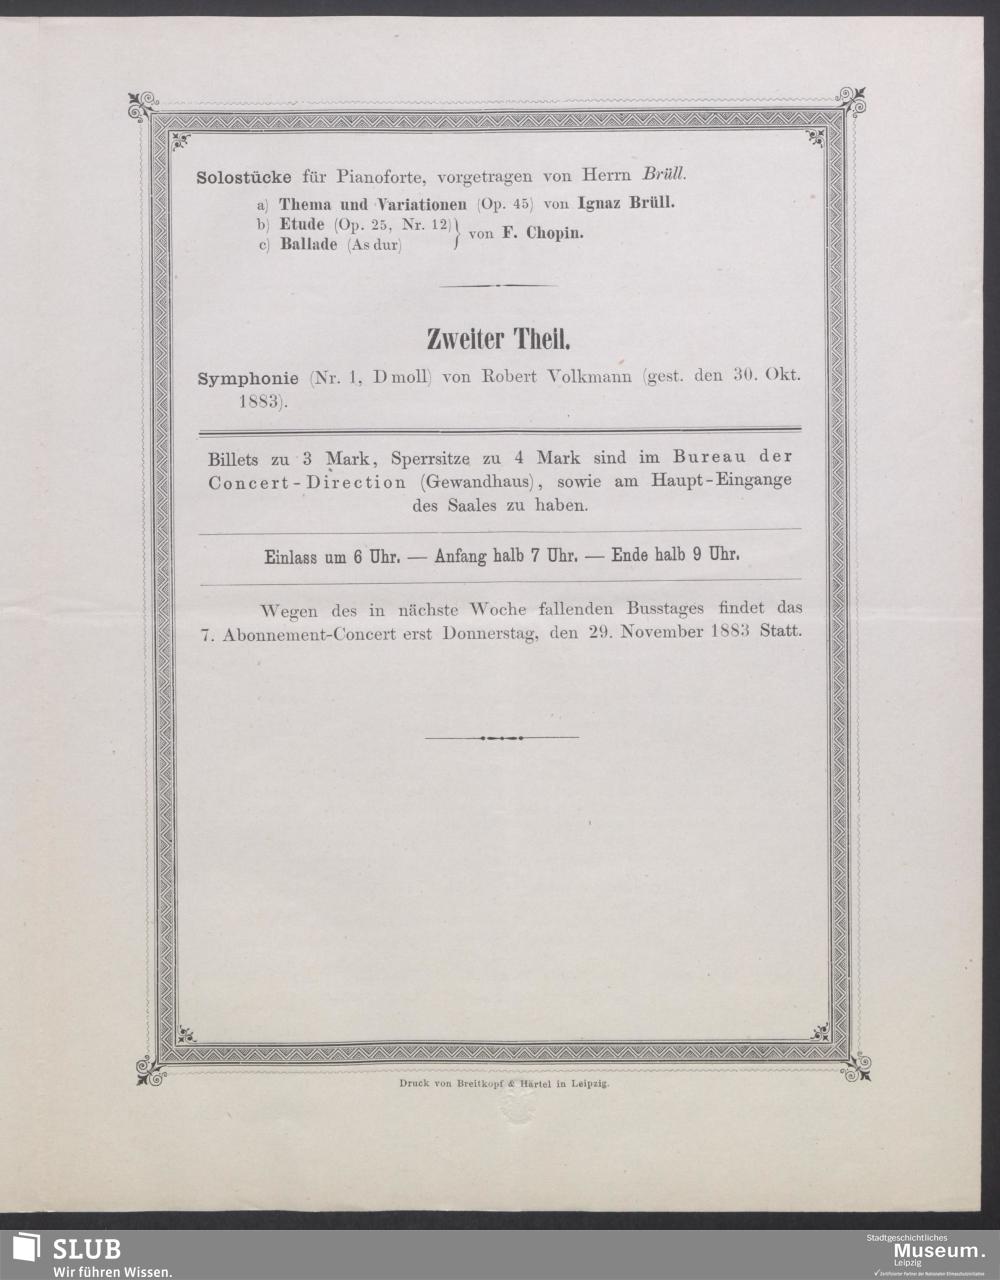 Solostücke für Pianoforte, vorgetragen von Herrn Brüll.
a) Thema und Variationen (Op. 45) von Ignaz Brüll.
b) Etude (Op. 25, Nr. 12)
c) Ballade (As dur)
} von F. Chopin.
Zweiter Theil.
Symphonie (Nr. 1, D moll) von Robert Volkmann (gest. den 30. Okt.
1883).
Billets zu 3 Mark, Sperrsitze zu 4 Mark sind im Bureau der
Concert-Direction (Gewandhaus), sowie am Haupt-Eingange
des Saales zu haben.
Einlass um 6 Uhr. — Anfang halb 7 Uhr. — Ende halb 9 Uhr.
Wegen des in nächste Woche fallenden Busstages findet das
7. Abonnement-Concert erst Donnerstag, den 29. November 1883 Statt.
Druck von Breitkopf & Härtel in Leipzig.
SLUB
Wir führen Wissen.
Stadtgeschichtliches
Museum.
Leipzig
✓ Zertifizierter Partner der Nationalen Klimaschutzinitiative